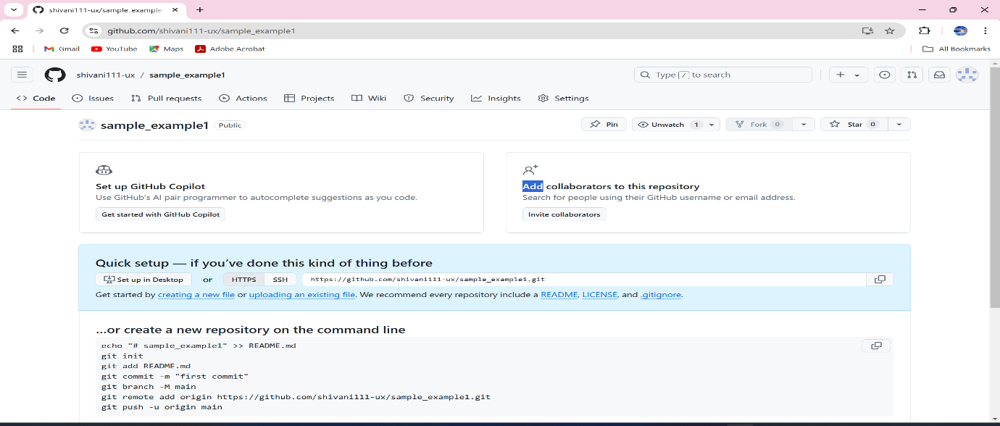 shivani111-ux/sample_example
github.com/shivani111-ux/sample_example1
Gmail YouTube Maps Adobe Acrobat All Bookmarks
shivani111-ux / sample_example1 Type / to search
<> Code Issues Pull requests Actions Projects Wiki Security Insights Settings
sample_example1 Public Pin Unwatch 1 Fork 0 Star 0
Set up GitHub Copilot
Use GitHub's AI pair programmer to autocomplete suggestions as you code.
Get started with GitHub Copilot
Add collaborators to this repository
Search for people using their GitHub username or email address.
Invite collaborators
Quick setup — if you’ve done this kind of thing before
Set up in Desktop or HTTPS SSH https://github.com/shivani111-ux/sample_example1.git
Get started by creating a new file or uploading an existing file. We recommend every repository include a README, LICENSE, and .gitignore.
…or create a new repository on the command line
echo "# sample_example1" >> README.md
git init
git add README.md
git commit -m "first commit"
git branch -M main
git remote add origin https://github.com/shivani111-ux/sample_example1.git
git push -u origin main